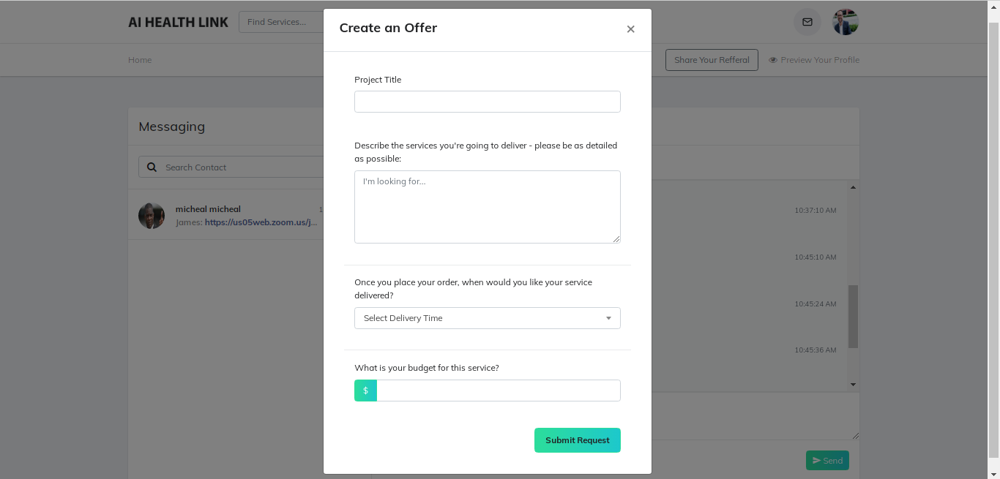 AI HEALTH LINK
Find Services...
Home
Share Your Refferal
Preview Your Profile
Messaging
Search Contact
micheal micheal
James: https://us05web.zoom.us/j...
Create an Offer
×
Project Title
Describe the services you're going to deliver - please be as detailed
as possible:
I'm looking for...
Once you place your order, when would you like your service
delivered?
Select Delivery Time
What is your budget for this service?
$
Submit Request
10:37:10 AM
10:45:10 AM
10:45:24 AM
10:45:36 AM
Send